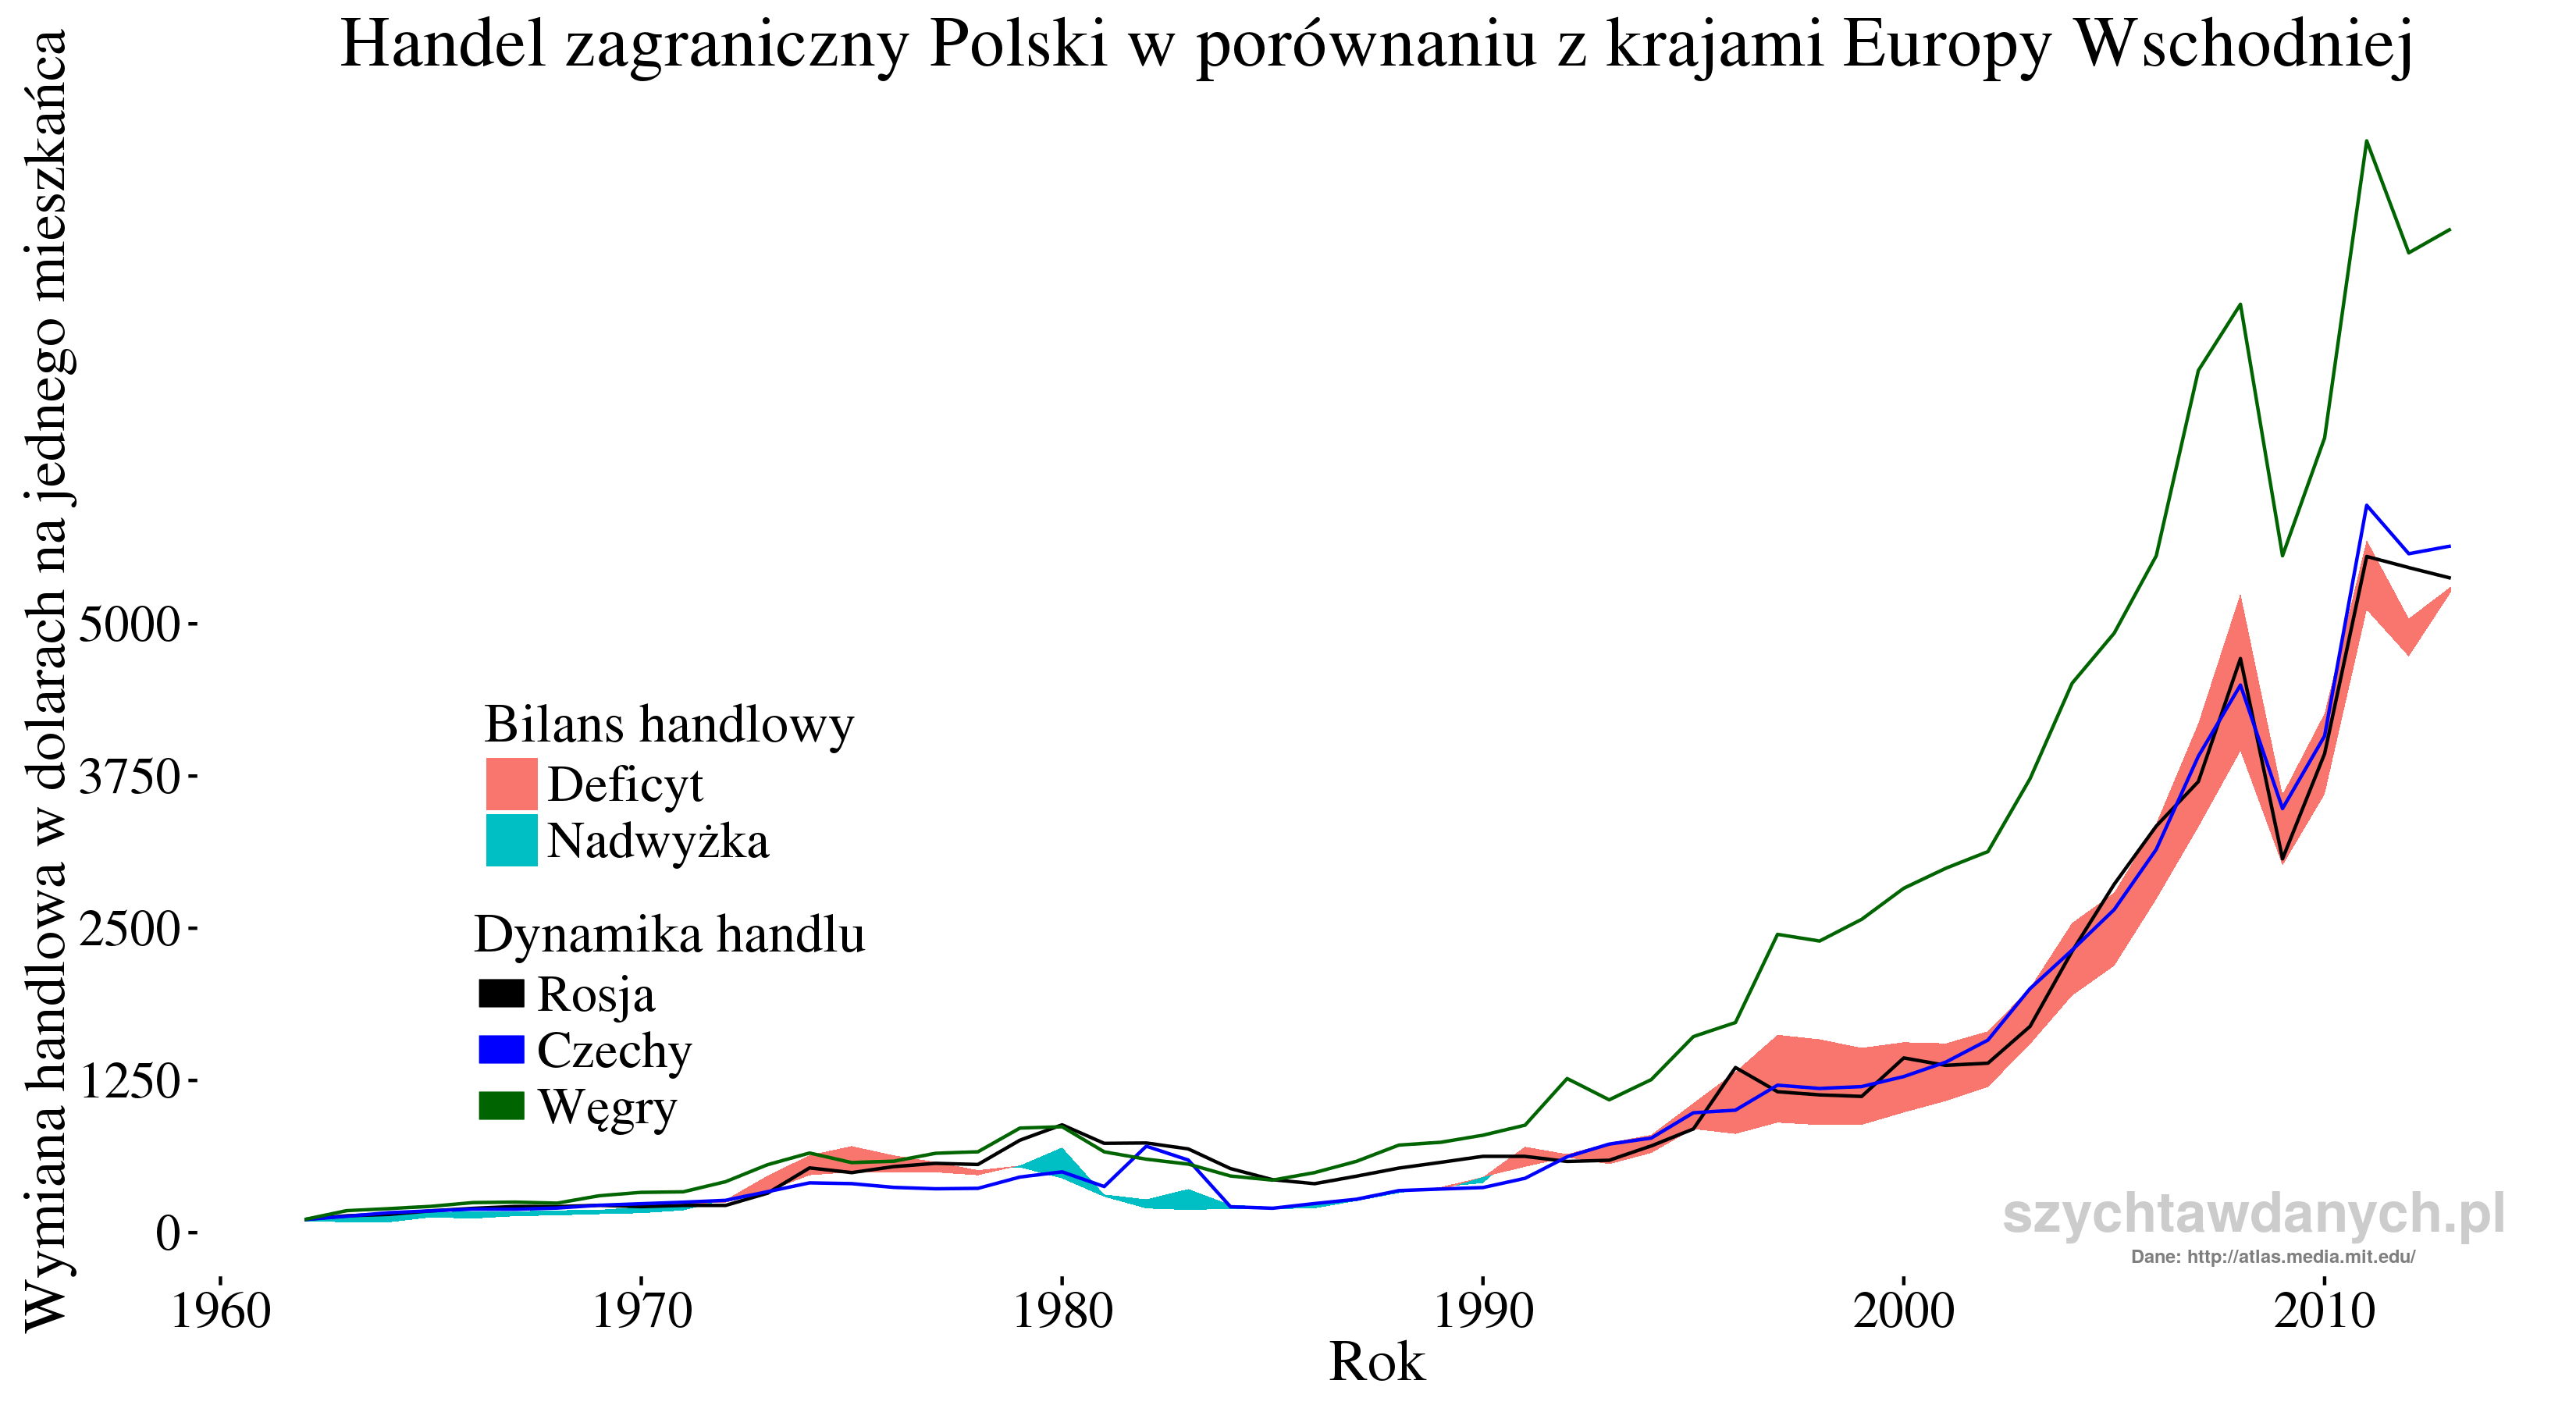 Handel zagraniczny Polski w porównaniu z krajami Europy Wschodniej
Wymiana handlowa w dolarach na jednego mieszkańca
5000
3750
2500
1250
0
Bilans handlowy
Deficyt
Nadwyżka
Dynamika handlu
Rosja
Czechy
Węgry
szychtawdanych.pl
Dane: http://atlas.media.mit.edu/
1960 1970 1980 1990 2000 2010
Rok